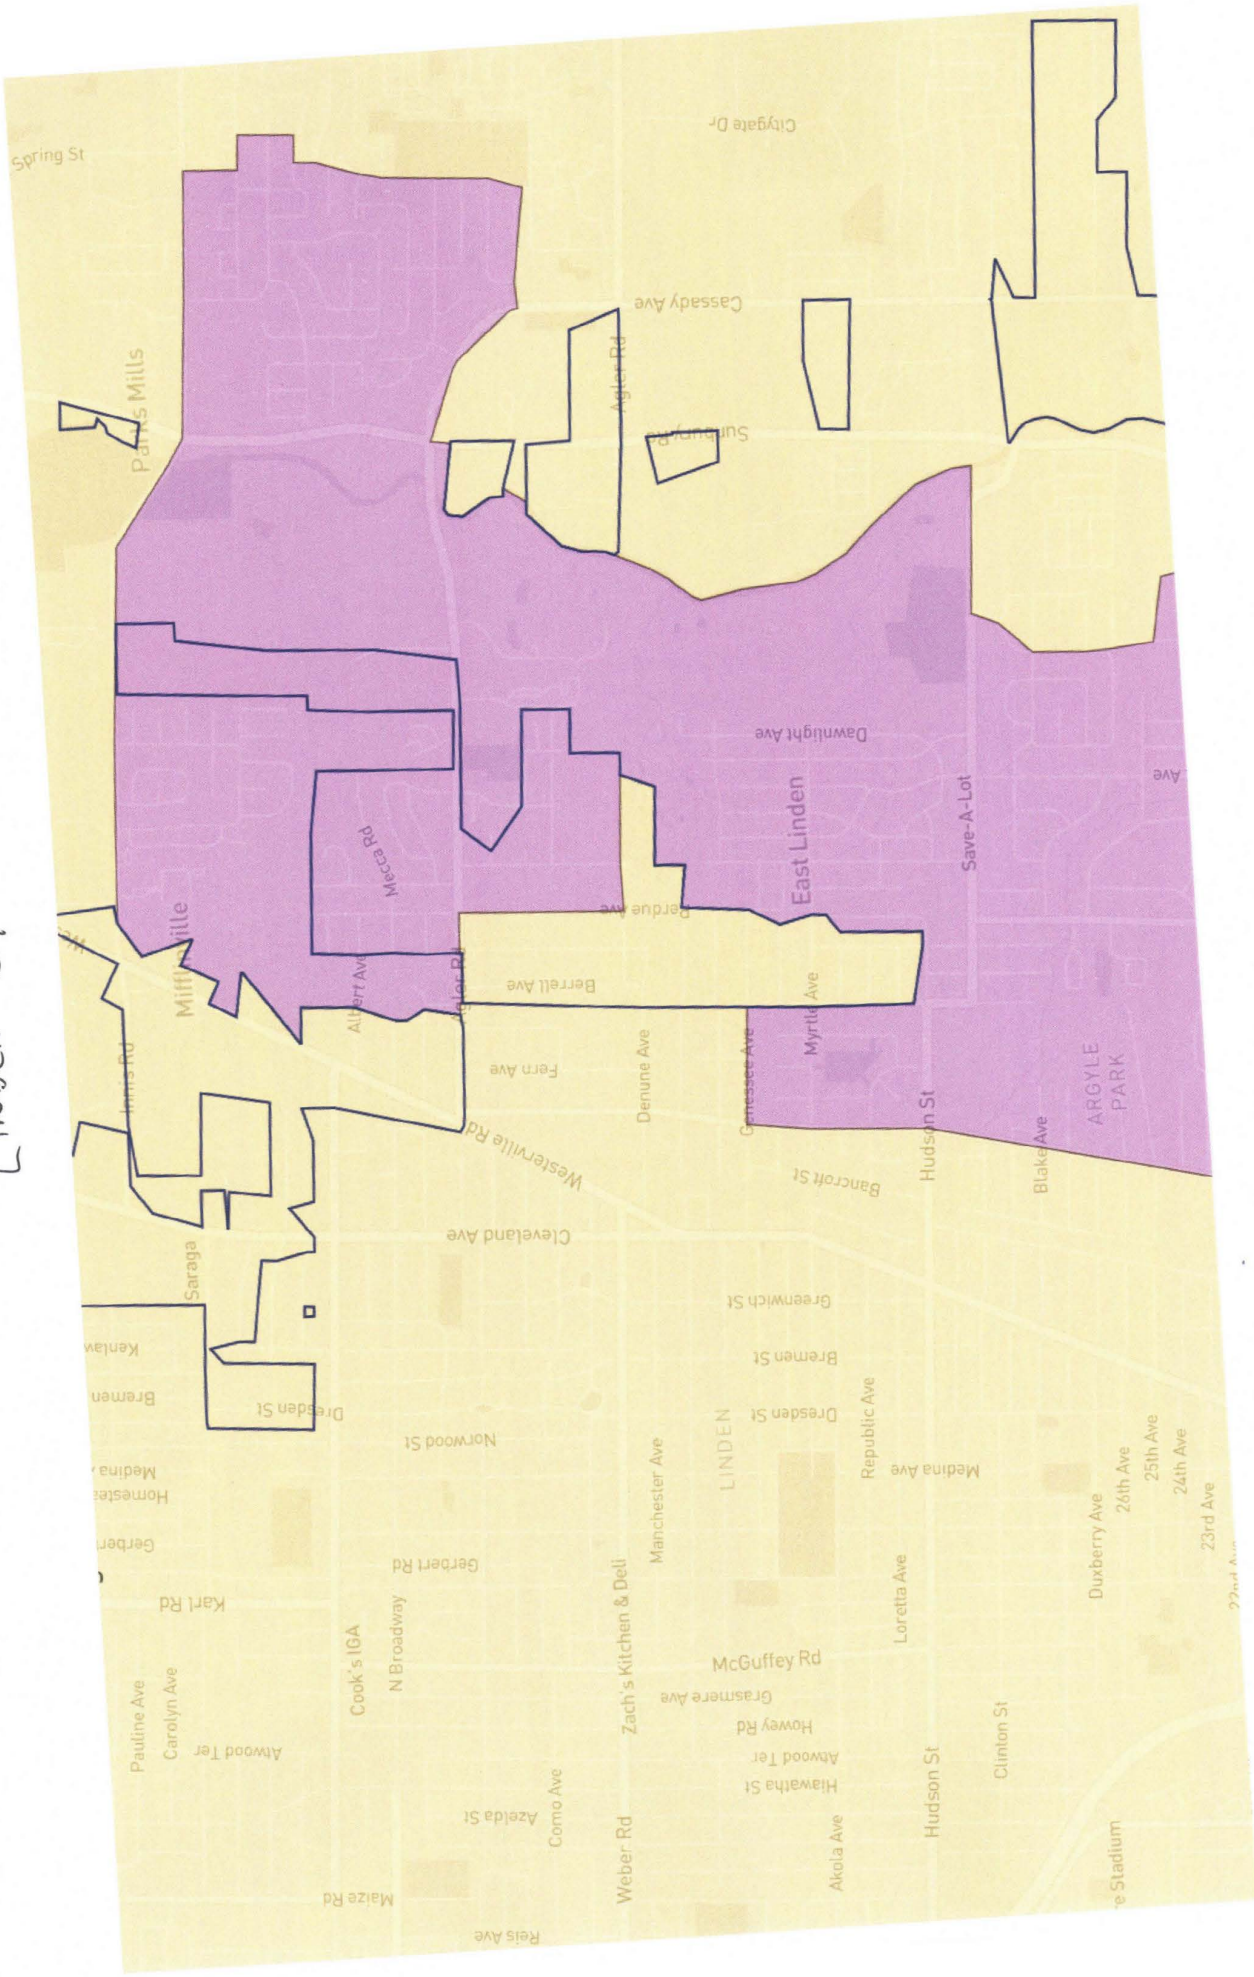 Spring St
Citygate Dr
Parks Mills
Cassady Ave
Agler Rd
Sunbury Rd
Dawnlight Ave
Ave
East Linden
Save-A-Lot
Mecca Rd
Mifflinville
Perdue Ave
Albert Ave
Agler Rd
Berrell Ave
Myrtle Ave
Innis Rd
Fern Ave
Denune Ave
Genessee Ave
ARGYLE
PARK
Westerville Rd
Bancroft St
Hudson St
Blake Ave
Cleveland Ave
Saraga
Greenwich St
Kenlaw
Bremen St
Bremen
Dresden St
Dresden St
Norwood St
LINDEN
Republic Ave
Medina Ave
Medina
Homestea
Manchester Ave
26th Ave
25th Ave
24th Ave
23rd Ave
22nd Ave
Duxberry Ave
Gerbert
Gerbert Rd
Karl Rd
Loretta Ave
Cook's IGA
N Broadway
Zach's Kitchen & Deli
McGuffey Rd
Grasmere Ave
Howey Rd
Atwood Ter
Hiawatha St
Pauline Ave
Carolyn Ave
Atwood Ter
Clinton St
Hudson St
Azelda St
Como Ave
Weber Rd
Akola Ave
e Stadium
Maize Rd
Reis Ave